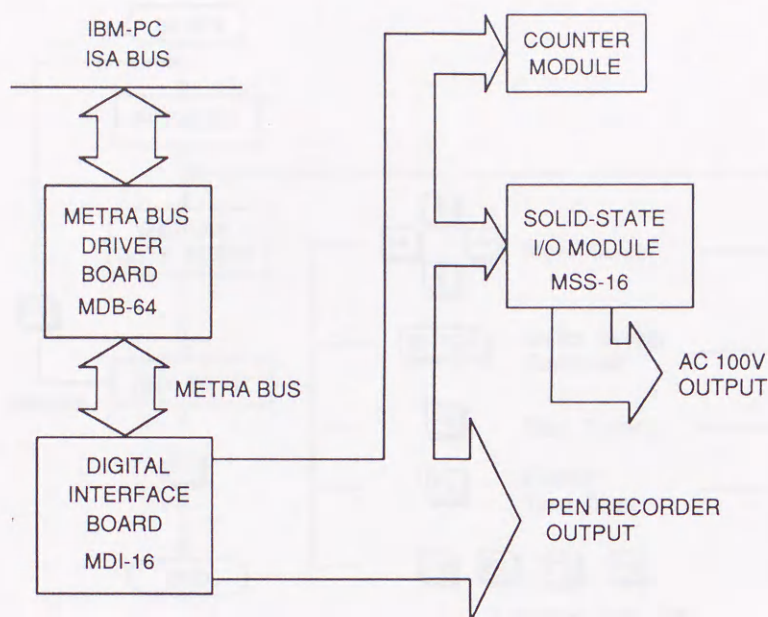 IBM-PC
ISA BUS
METRA BUS
DRIVER
BOARD
MDB-64
METRA BUS
DIGITAL
INTERFACE
BOARD
MDI-16
COUNTER
MODULE
SOLID-STATE
I/O MODULE
MSS-16
AC 100V
OUTPUT
PEN RECORDER
OUTPUT